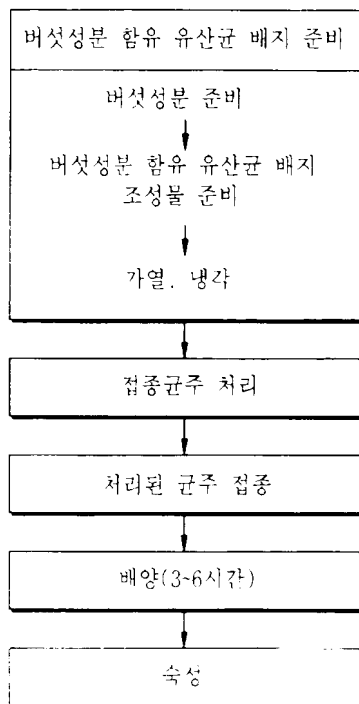 버섯성분 함유 유산균 배지 준비
버섯성분 준비
버섯성분 함유 유산균 배지
조성물 준비
가열. 냉각
접종균주 처리
처리된 균주 접종
배양(3~6시간)
숙성